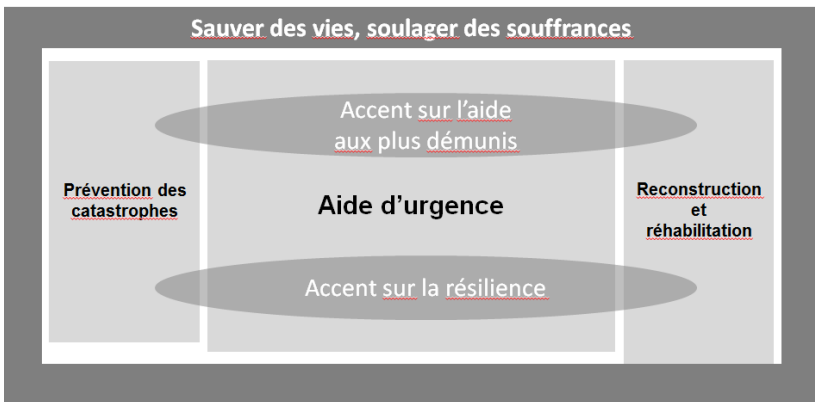 Sauver des vies, soulager des souffrances
Accent sur l’aide
aux plus démunis
Prévention des
catastrophes
Aide d’urgence
Reconstruction
et
réhabilitation
Accent sur la résilience